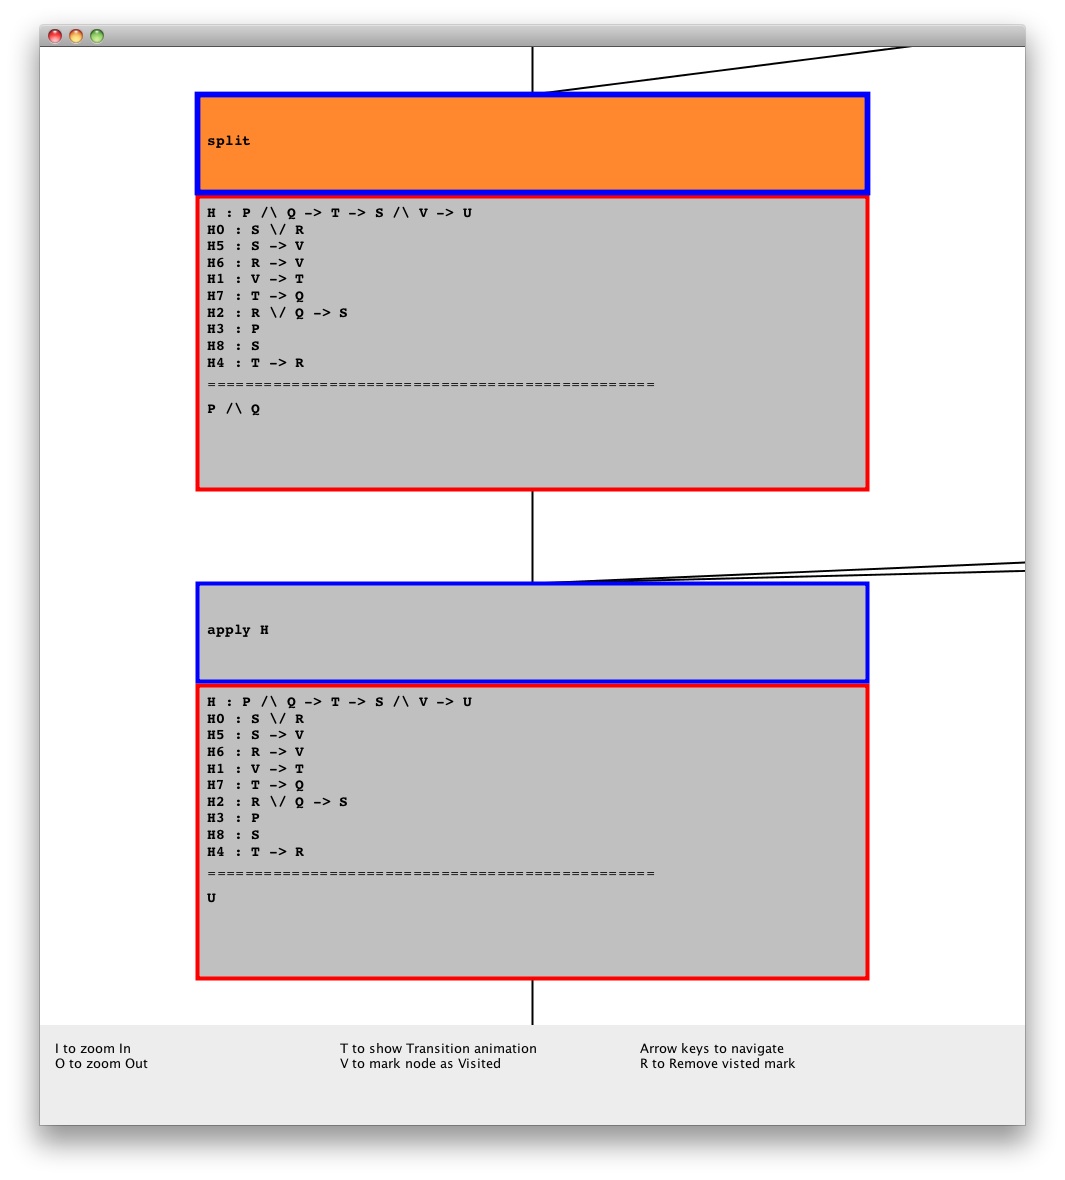 split
H : P /\ Q -> T -> S /\ V -> U
H0 : S \/ R
H5 : S -> V
H6 : R -> V
H1 : V -> T
H7 : T -> Q
H2 : R \/ Q -> S
H3 : P
H8 : S
H4 : T -> R
================================================
P /\ Q
apply H
H : P /\ Q -> T -> S /\ V -> U
H0 : S \/ R
H5 : S -> V
H6 : R -> V
H1 : V -> T
H7 : T -> Q
H2 : R \/ Q -> S
H3 : P
H8 : S
H4 : T -> R
================================================
U
I to zoom In
O to zoom Out
T to show Transition animation
V to mark node as Visited
Arrow keys to navigate
R to Remove visted mark